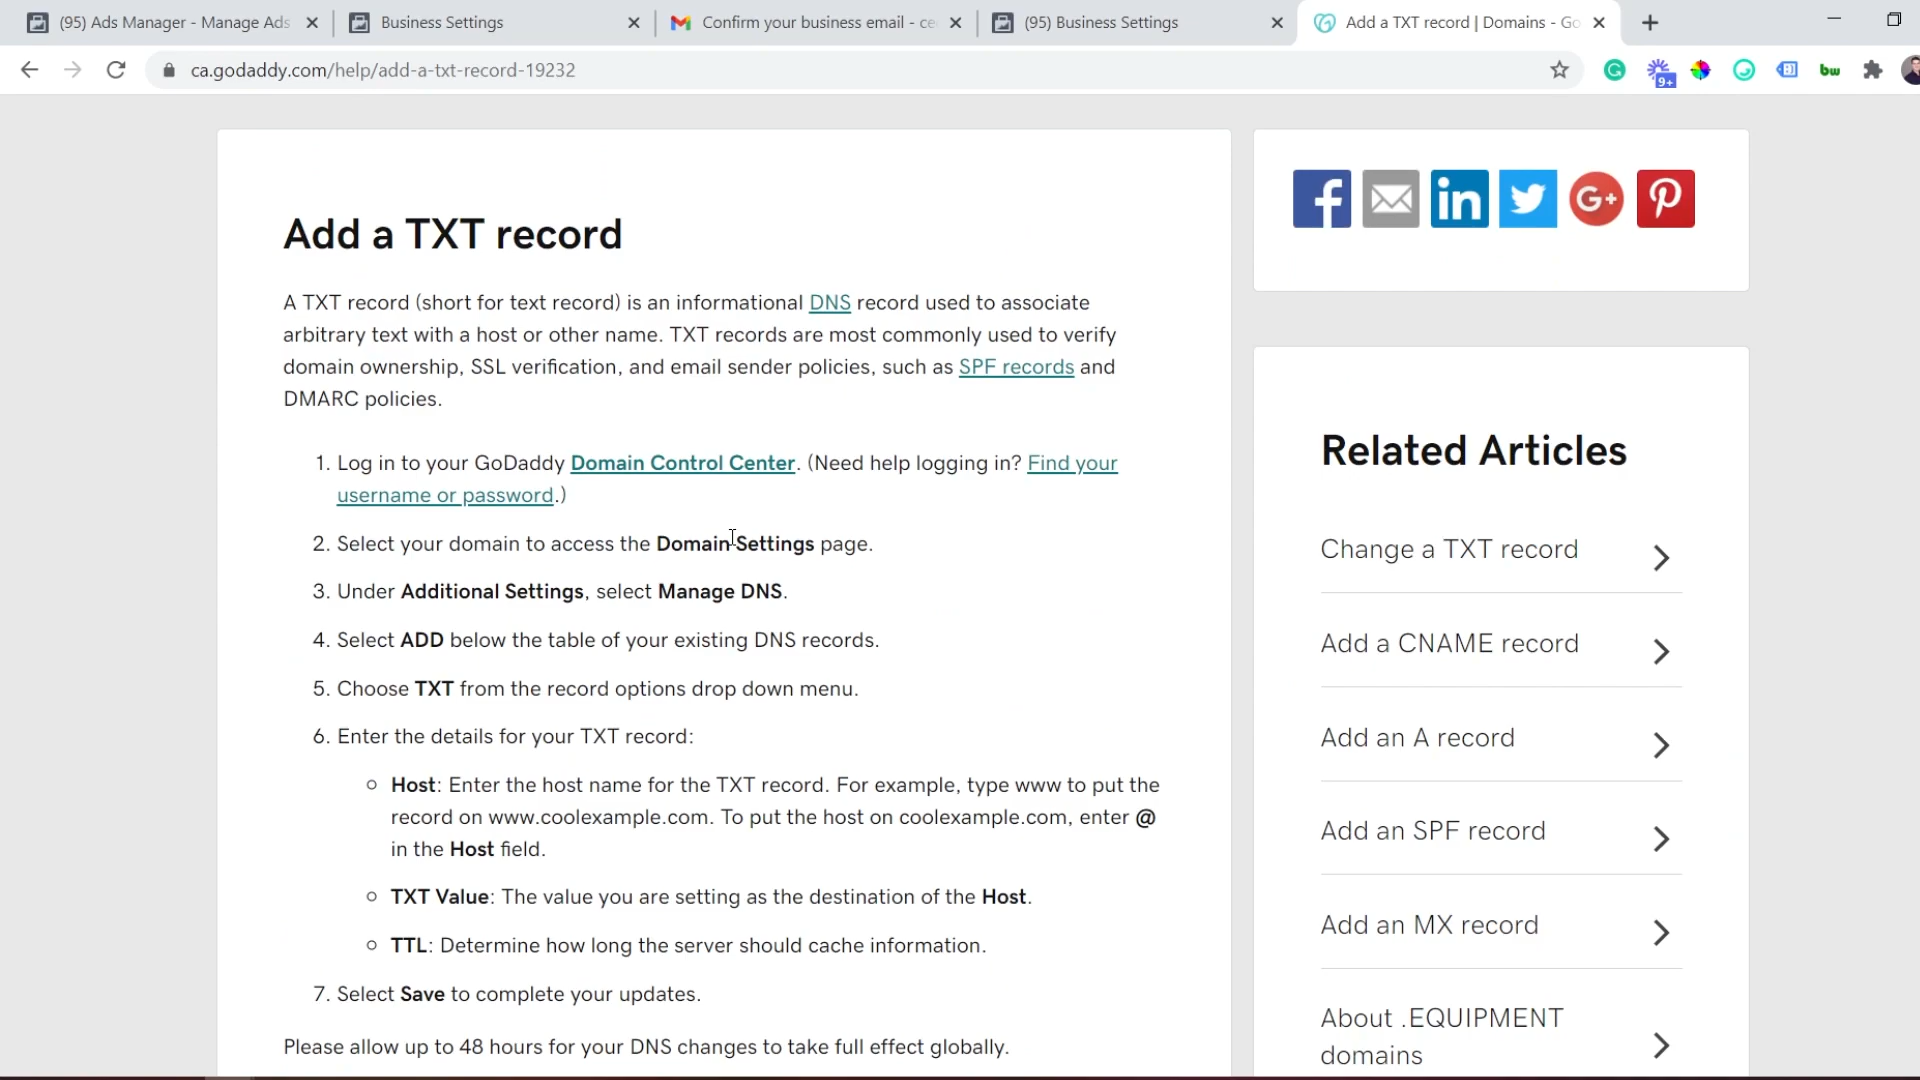 (95) Ads Manager - Manage Ads
Business Settings
Confirm your business email - ce
(95) Business Settings
Add a TXT record | Domains - Go
ca.godaddy.com/help/add-a-txt-record-19232
9+
bw
Add a TXT record
A TXT record (short for text record) is an informational DNS record used to associate
arbitrary text with a host or other name. TXT records are most commonly used to verify
domain ownership, SSL verification, and email sender policies, such as SPF records and
DMARC policies.
1. Log in to your GoDaddy Domain Control Center. (Need help logging in? Find your
username or password.)
2. Select your domain to access the Domain Settings page.
3. Under Additional Settings, select Manage DNS.
4. Select ADD below the table of your existing DNS records.
5. Choose TXT from the record options drop down menu.
6. Enter the details for your TXT record:
Host: Enter the host name for the TXT record. For example, type www to put the
record on www.coolexample.com. To put the host on coolexample.com, enter @
in the Host field.
TXT Value: The value you are setting as the destination of the Host.
TTL: Determine how long the server should cache information.
7. Select Save to complete your updates.
Please allow up to 48 hours for your DNS changes to take full effect globally.
f
in
G+
Related Articles
Change a TXT record
Add a CNAME record
Add an A record
Add an SPF record
Add an MX record
About .EQUIPMENT
domains